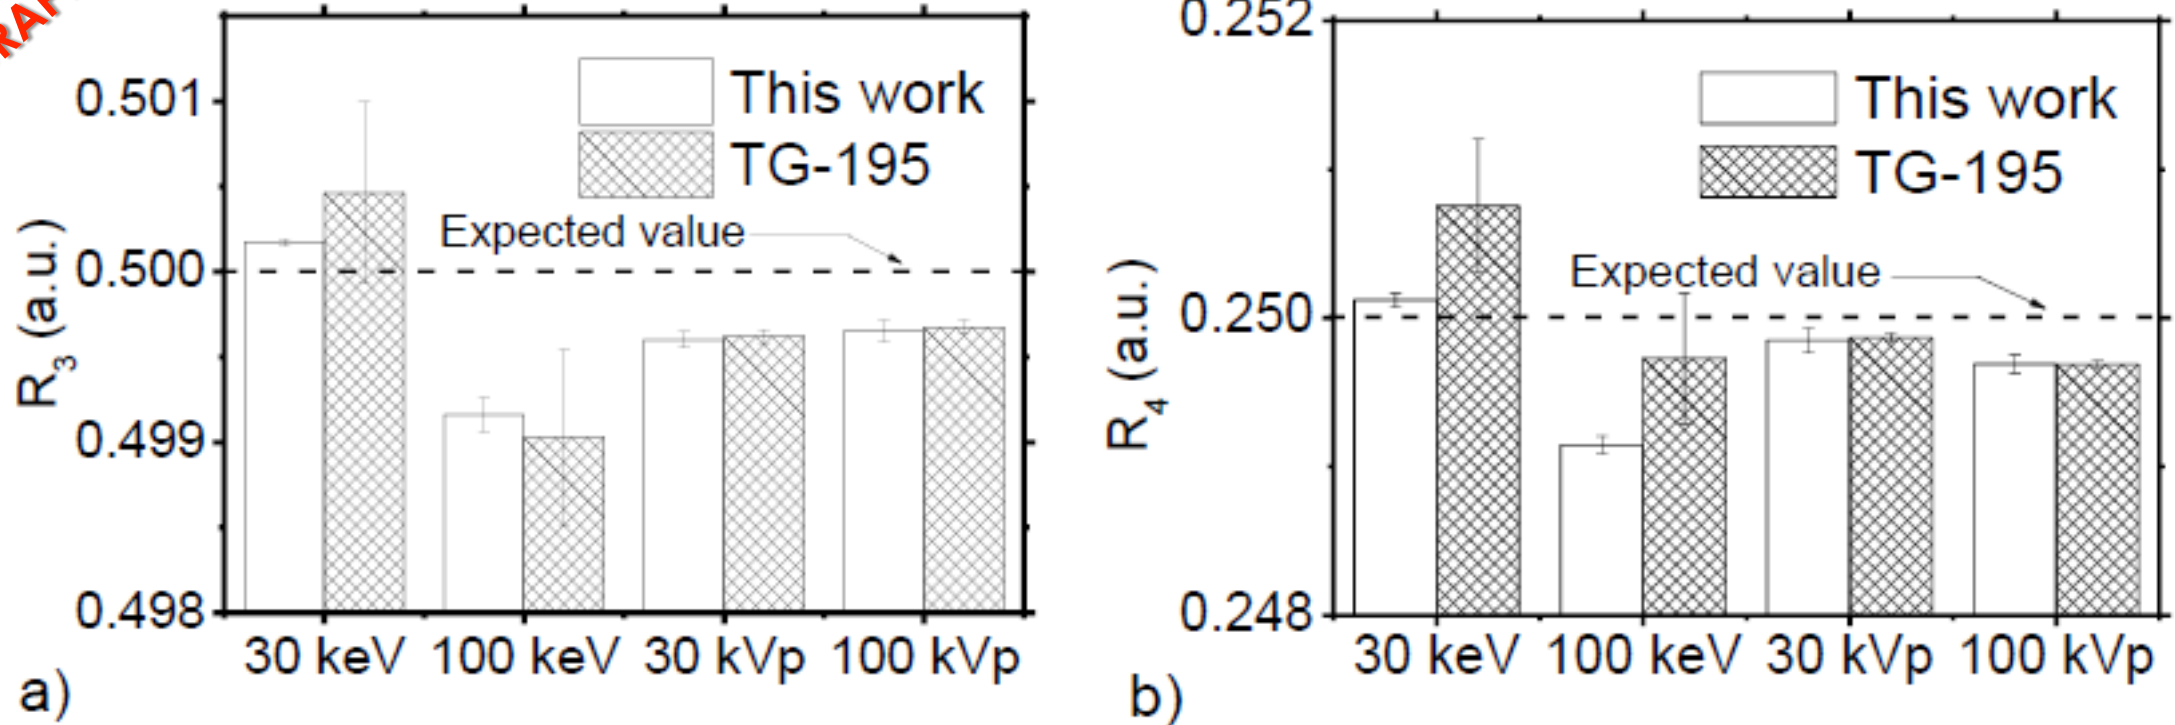 0.501
0.500
0.499
0.498
R3 (a.u.)
This work
TG-195
Expected value
30 keV 100 keV 30 kVp 100 kVp
a)
0.252
0.250
0.248
R4 (a.u.)
This work
TG-195
Expected value
30 keV 100 keV 30 kVp 100 kVp
b)